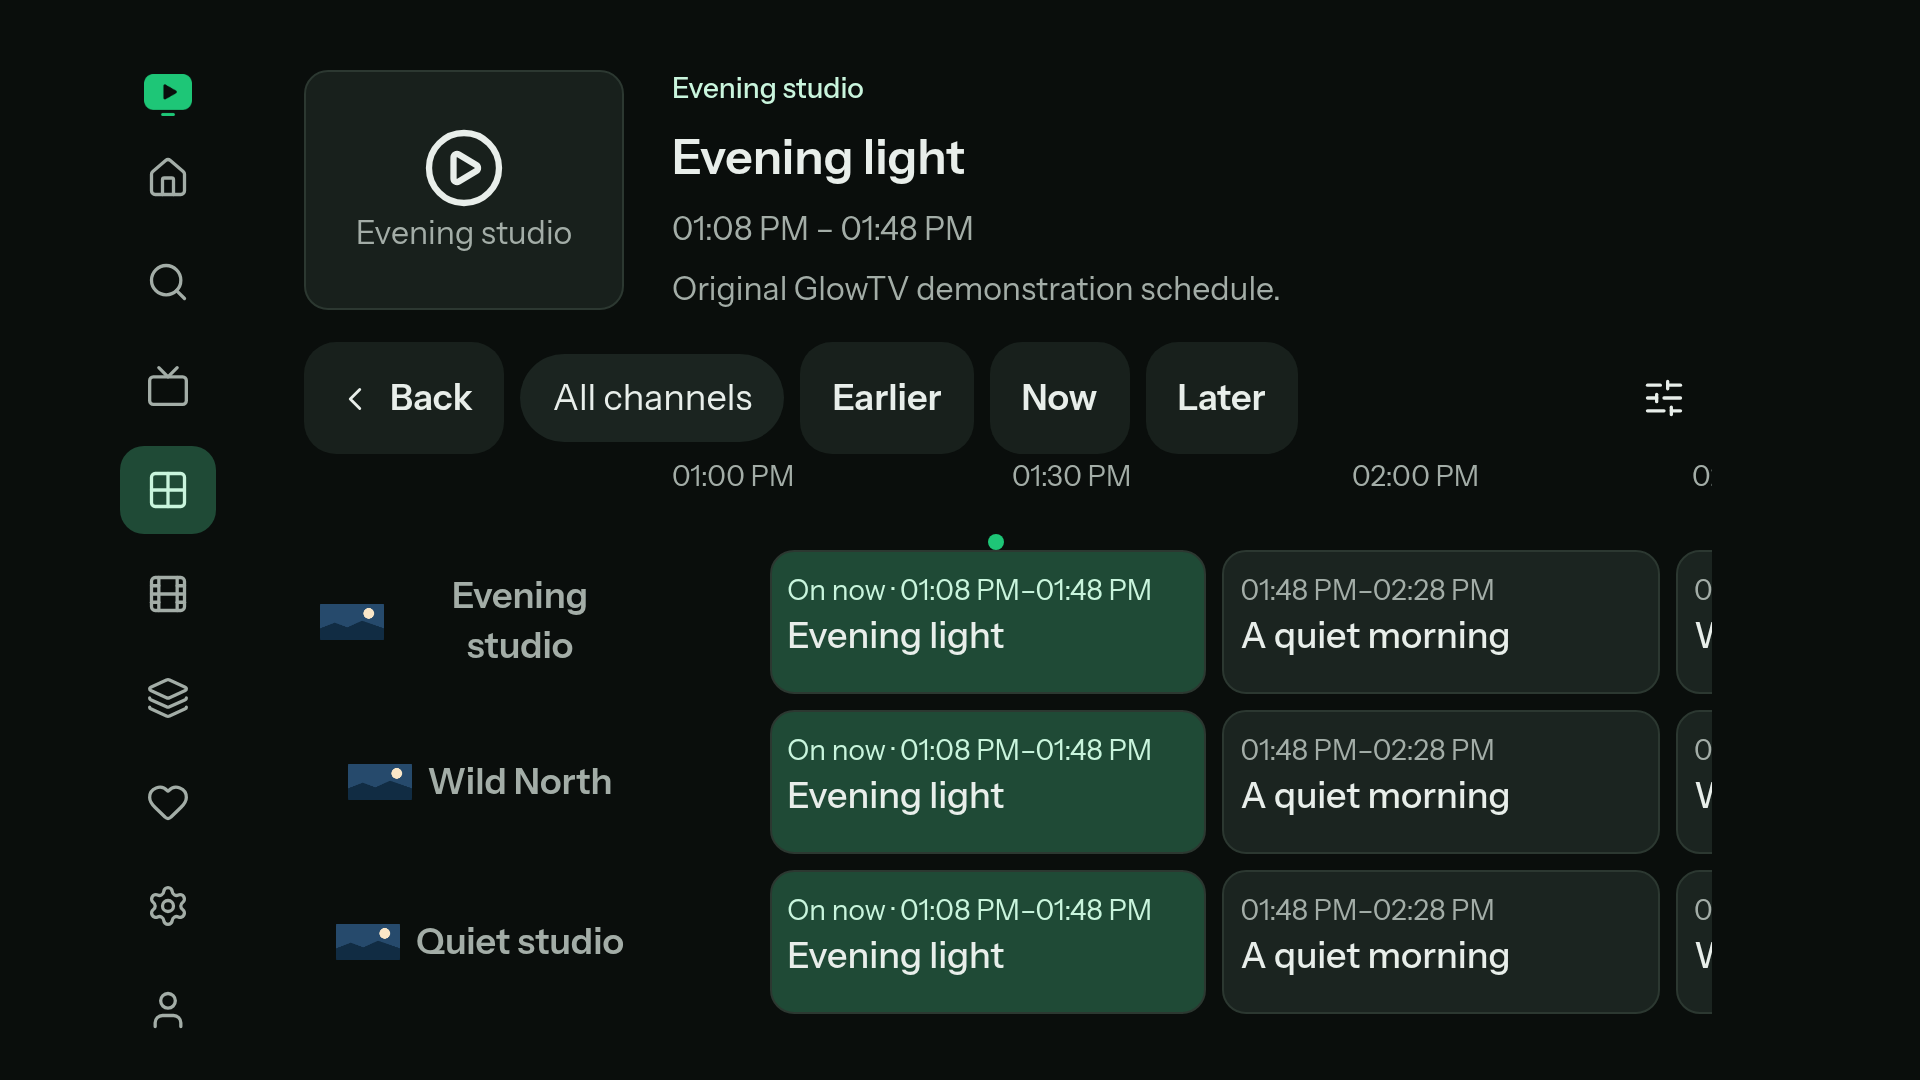 Evening studio
Evening light
01:08 PM – 01:48 PM
Original GlowTV demonstration schedule.
Evening studio
Back
All channels
Earlier
Now
Later
01:00 PM
01:30 PM
02:00 PM
Evening
studio
On now · 01:08 PM–01:48 PM
Evening light
01:48 PM–02:28 PM
A quiet morning
Wild North
On now · 01:08 PM–01:48 PM
Evening light
01:48 PM–02:28 PM
A quiet morning
Quiet studio
On now · 01:08 PM–01:48 PM
Evening light
01:48 PM–02:28 PM
A quiet morning